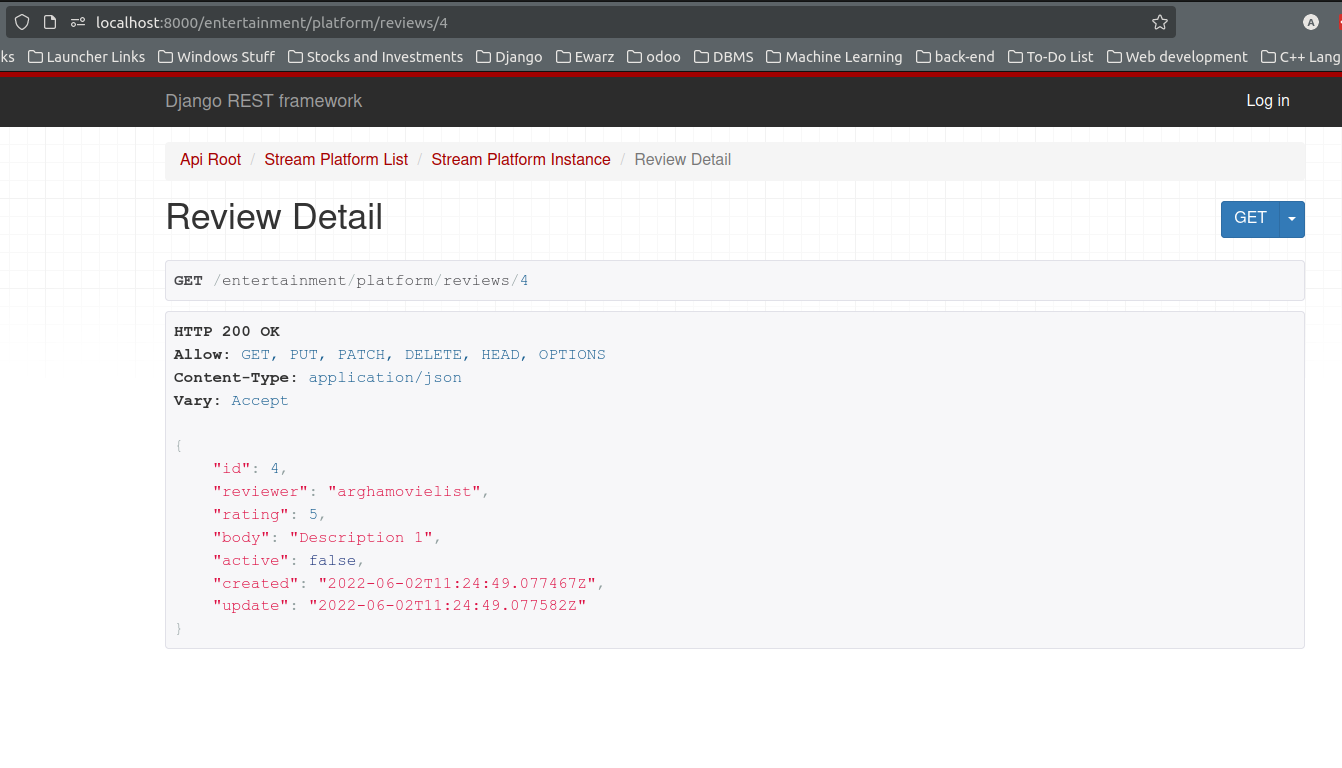 localhost:8000/entertainment/platform/reviews/4
A
ks Launcher Links Windows Stuff Stocks and Investments Django Ewarz odoo DBMS Machine Learning back-end To-Do List Web development C++ Lang
Django REST framework Log in
Api Root / Stream Platform List / Stream Platform Instance / Review Detail
Review Detail
GET
GET /entertainment/platform/reviews/4
HTTP 200 OK
Allow: GET, PUT, PATCH, DELETE, HEAD, OPTIONS
Content-Type: application/json
Vary: Accept
{
"id": 4,
"reviewer": "arghamovielist",
"rating": 5,
"body": "Description 1",
"active": false,
"created": "2022-06-02T11:24:49.077467Z",
"update": "2022-06-02T11:24:49.077582Z"
}